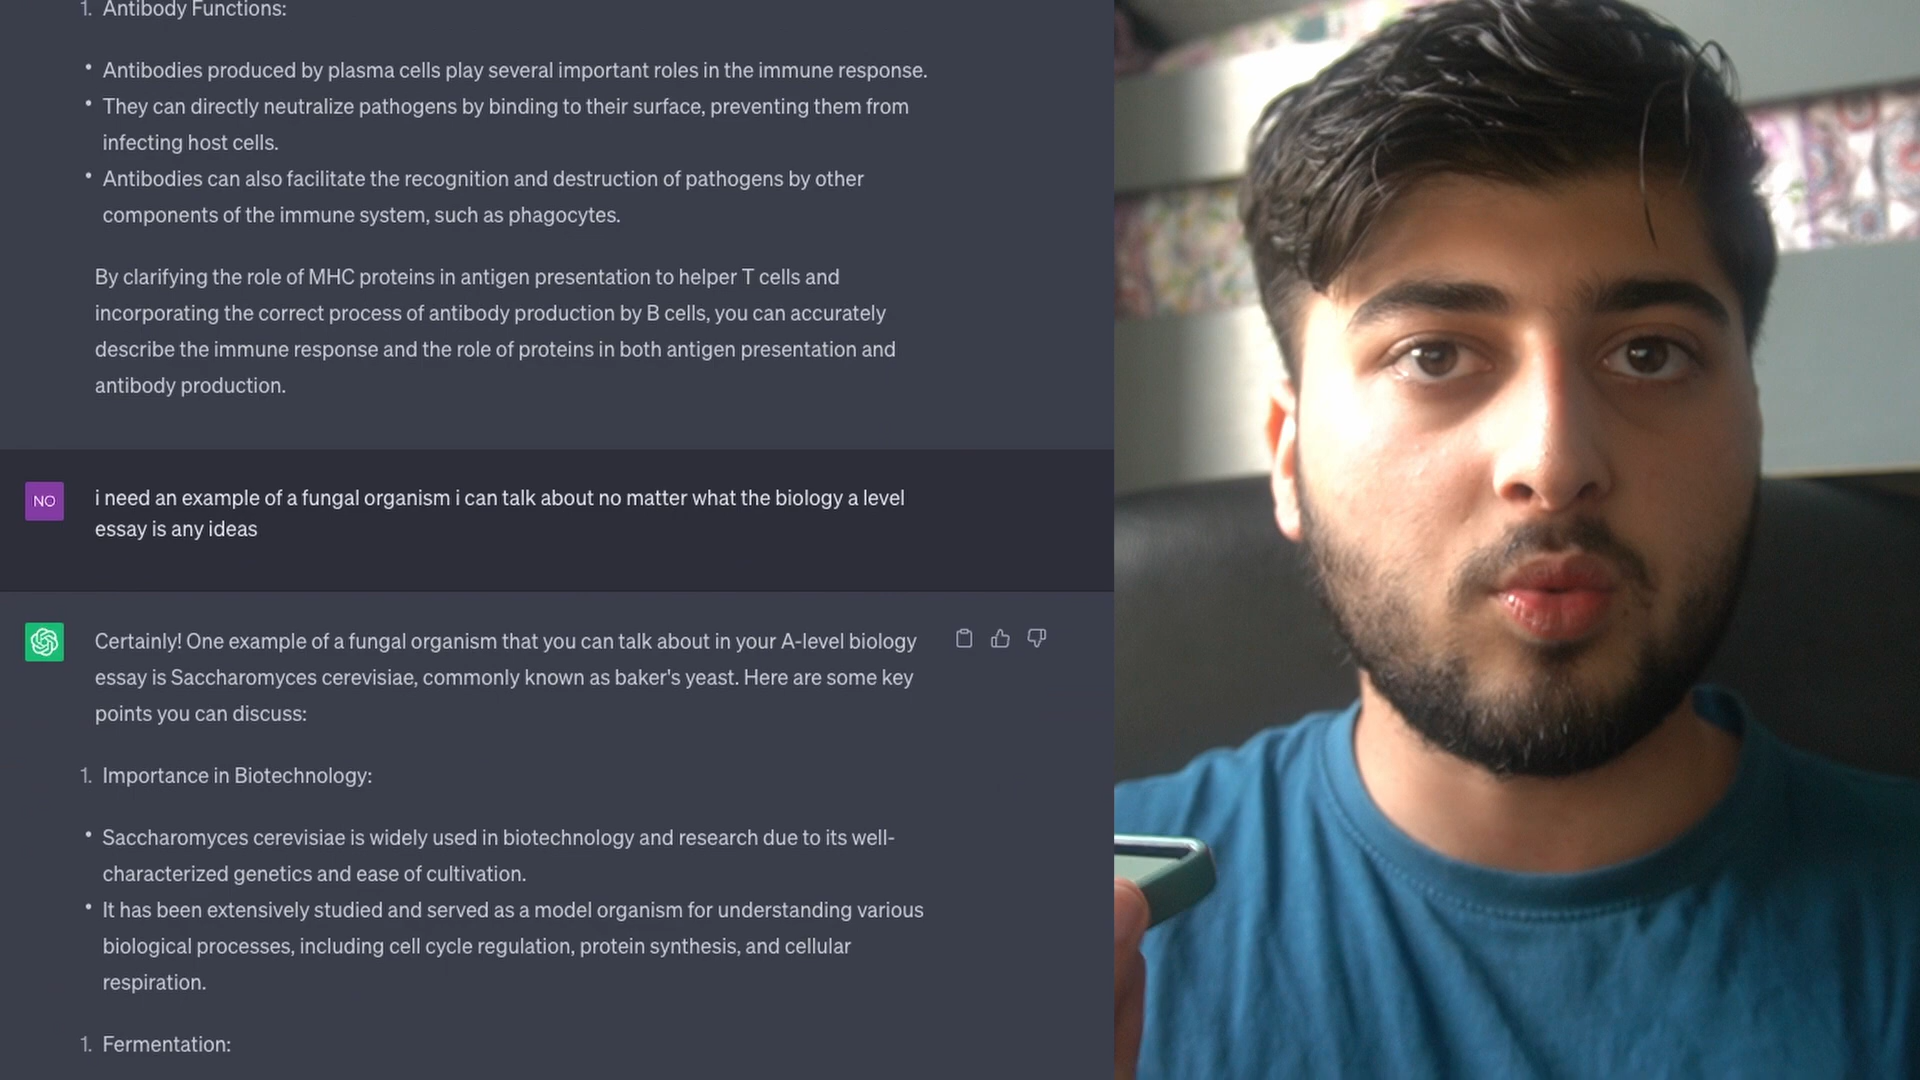 1. Antibody Functions:
• Antibodies produced by plasma cells play several important roles in the immune response.
• They can directly neutralize pathogens by binding to their surface, preventing them from
infecting host cells.
• Antibodies can also facilitate the recognition and destruction of pathogens by other
components of the immune system, such as phagocytes.
By clarifying the role of MHC proteins in antigen presentation to helper T cells and
incorporating the correct process of antibody production by B cells, you can accurately
describe the immune response and the role of proteins in both antigen presentation and
antibody production.
NO
i need an example of a fungal organism i can talk about no matter what the biology a level
essay is any ideas
Certainly! One example of a fungal organism that you can talk about in your A-level biology
essay is Saccharomyces cerevisiae, commonly known as baker's yeast. Here are some key
points you can discuss:
1. Importance in Biotechnology:
• Saccharomyces cerevisiae is widely used in biotechnology and research due to its well-
characterized genetics and ease of cultivation.
• It has been extensively studied and served as a model organism for understanding various
biological processes, including cell cycle regulation, protein synthesis, and cellular
respiration.
1. Fermentation: